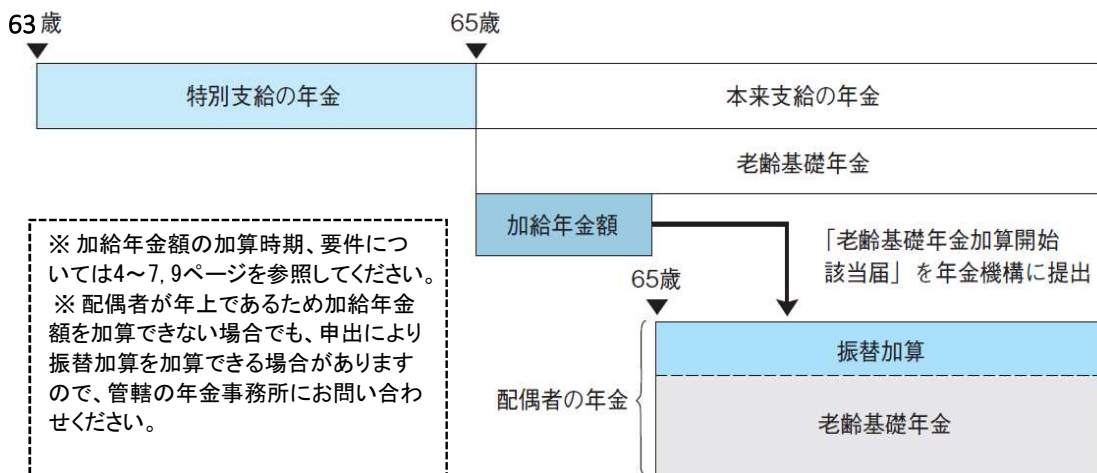 63歳
65歳
特別支給の年金
本来支給の年金
老齢基礎年金
加給年金額
「老齢基礎年金加算開始
該当届」を年金機構に提出
※ 加給年金額の加算時期、要件につ
いては4～7, 9ページを参照してください。
※ 配偶者が年上であるため加給年金
額を加算できない場合でも、申出により
振替加算を加算できる場合があります
ので、管轄の年金事務所にお問い合わ
せください。
65歳
配偶者の年金
振替加算
老齢基礎年金